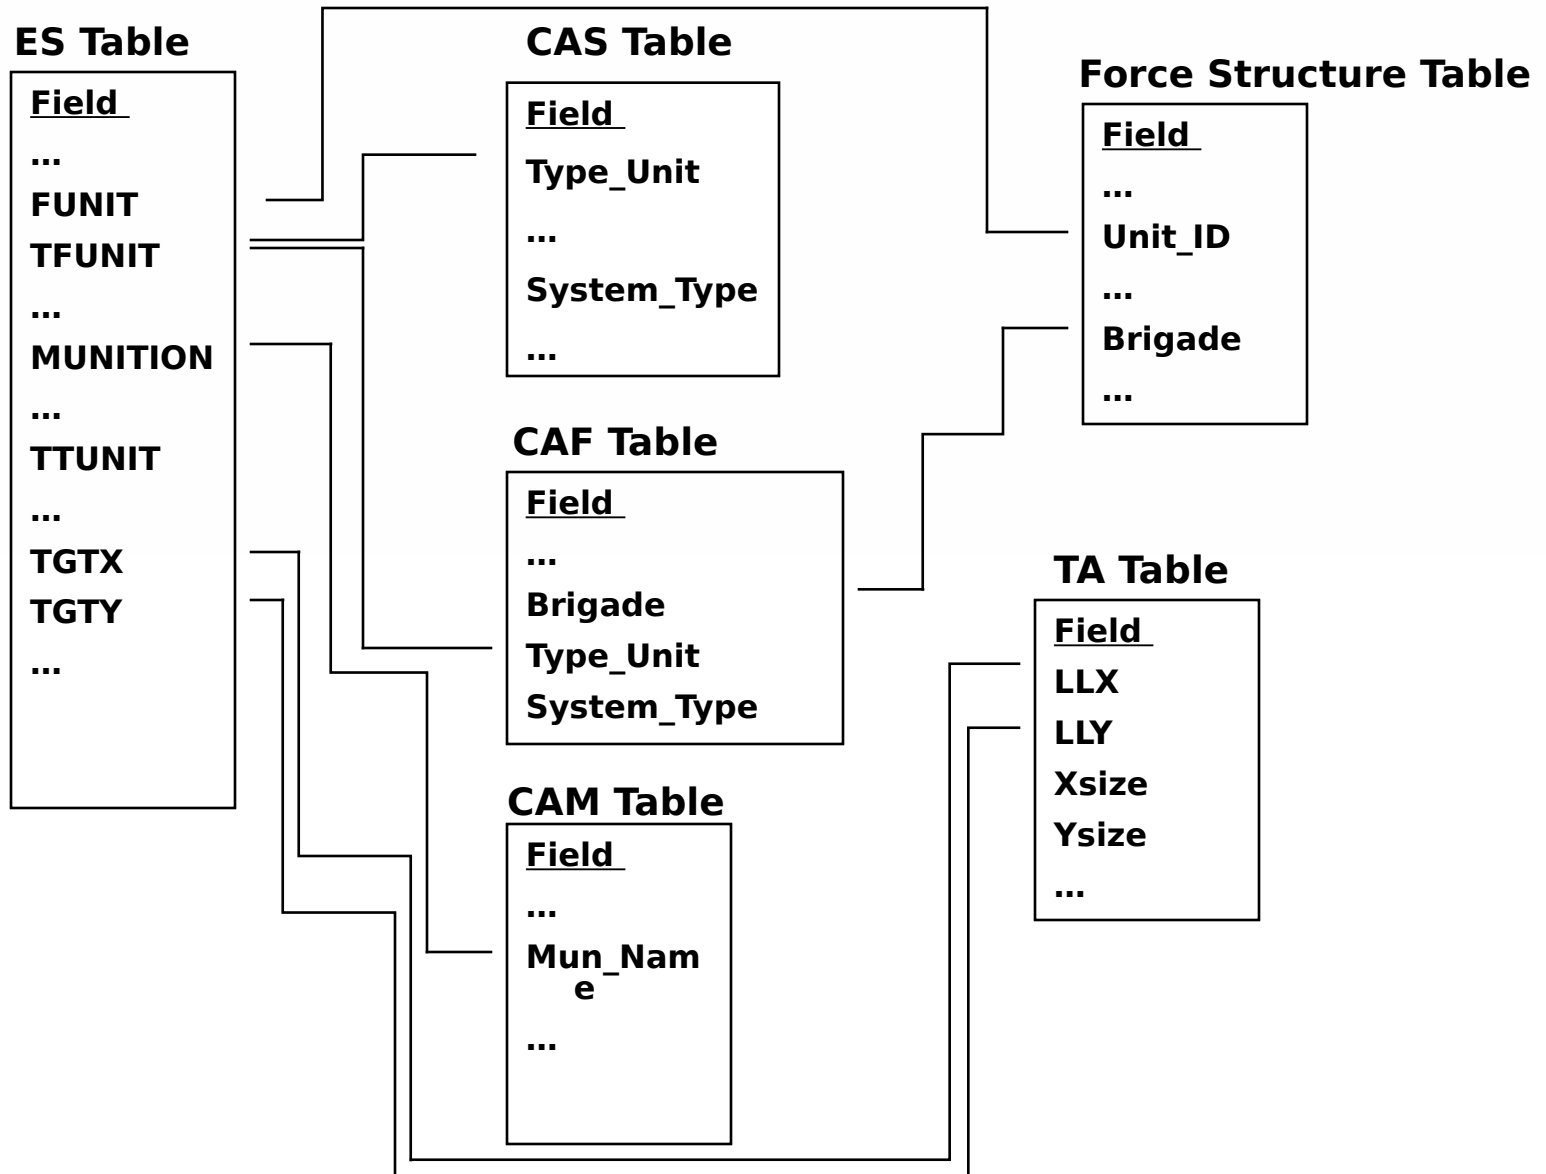 ES Table
Field
...
FUNIT
TFUNIT
...
MUNITION
...
TTUNIT
...
TGTX
TGTY
...
CAS Table
Field
Type_Unit
...
System_Type
...
CAF Table
Field
...
Brigade
Type_Unit
System_Type
CAM Table
Field
...
Mun_Nam
e
...
Force Structure Table
Field
...
Unit_ID
...
Brigade
...
TA Table
Field
LLX
LLY
Xsize
Ysize
...